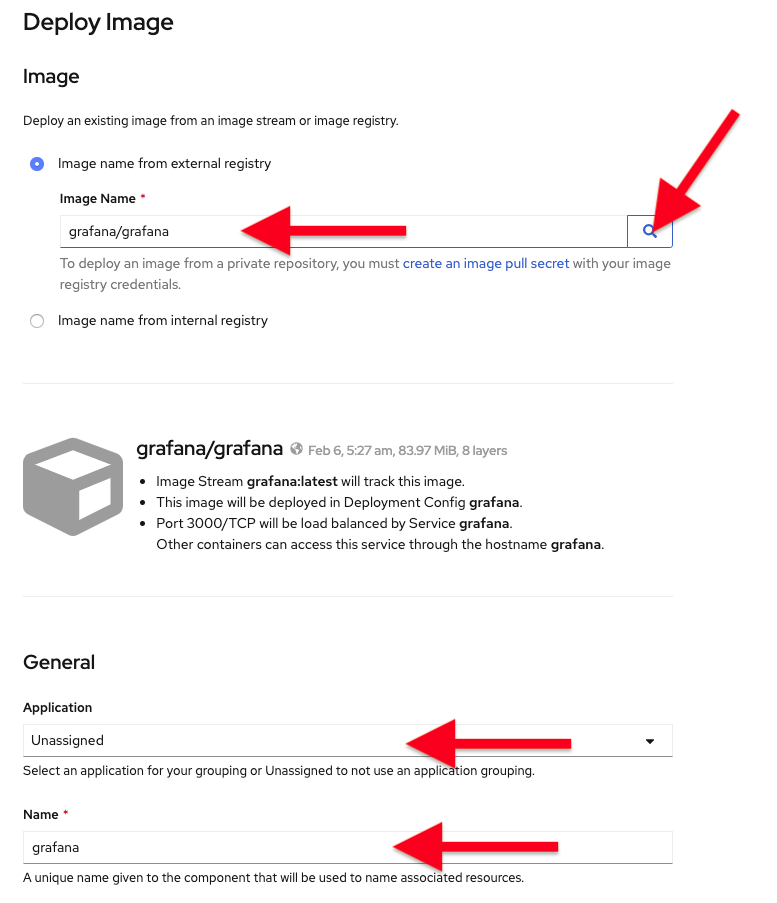 Deploy Image
Image
Deploy an existing image from an image stream or image registry.
Image name from external registry
Image Name *
grafana/grafana
To deploy an image from a private repository, you must create an image pull secret with your image
registry credentials.
Image name from internal registry
grafana/grafana Feb 6, 5:27 am, 83.97 MiB, 8 layers
• Image Stream grafana:latest will track this image.
• This image will be deployed in Deployment Config grafana.
• Port 3000/TCP will be load balanced by Service grafana.
Other containers can access this service through the hostname grafana.
General
Application
Unassigned
Select an application for your grouping or Unassigned to not use an application grouping.
Name *
grafana
A unique name given to the component that will be used to name associated resources.